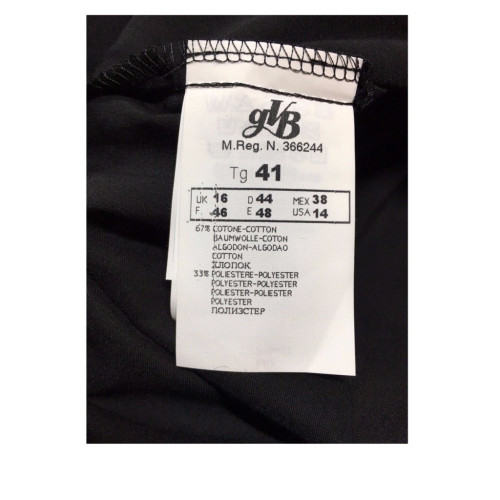 gVB
M.Reg. N. 366244
Tg 41
UK 16 D 44 MEX 38
F. 46 E 48 USA 14
67% COTONE-COTTON
BAUMWOLLE-COTON
ALGODON-ALGODAO
COTTON
ХЛОПОК
33% POLIESTERE-POLYESTER
POLYESTER-POLYESTER
POLIESTER-POLIESTER
POLYESTER
ПОЛИЭСТЕР